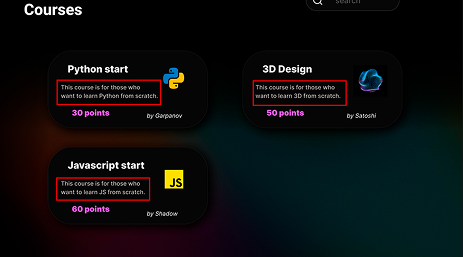 Courses
search
Python start
This course is for those who
want to learn Python from scratch.
30 points
by Garpanov
3D Design
This course is for those who
want to learn 3D from scratch.
50 points
by Satoshi
Javascript start
This course is for those who
want to learn JS from scratch.
JS
60 points
by Shadow